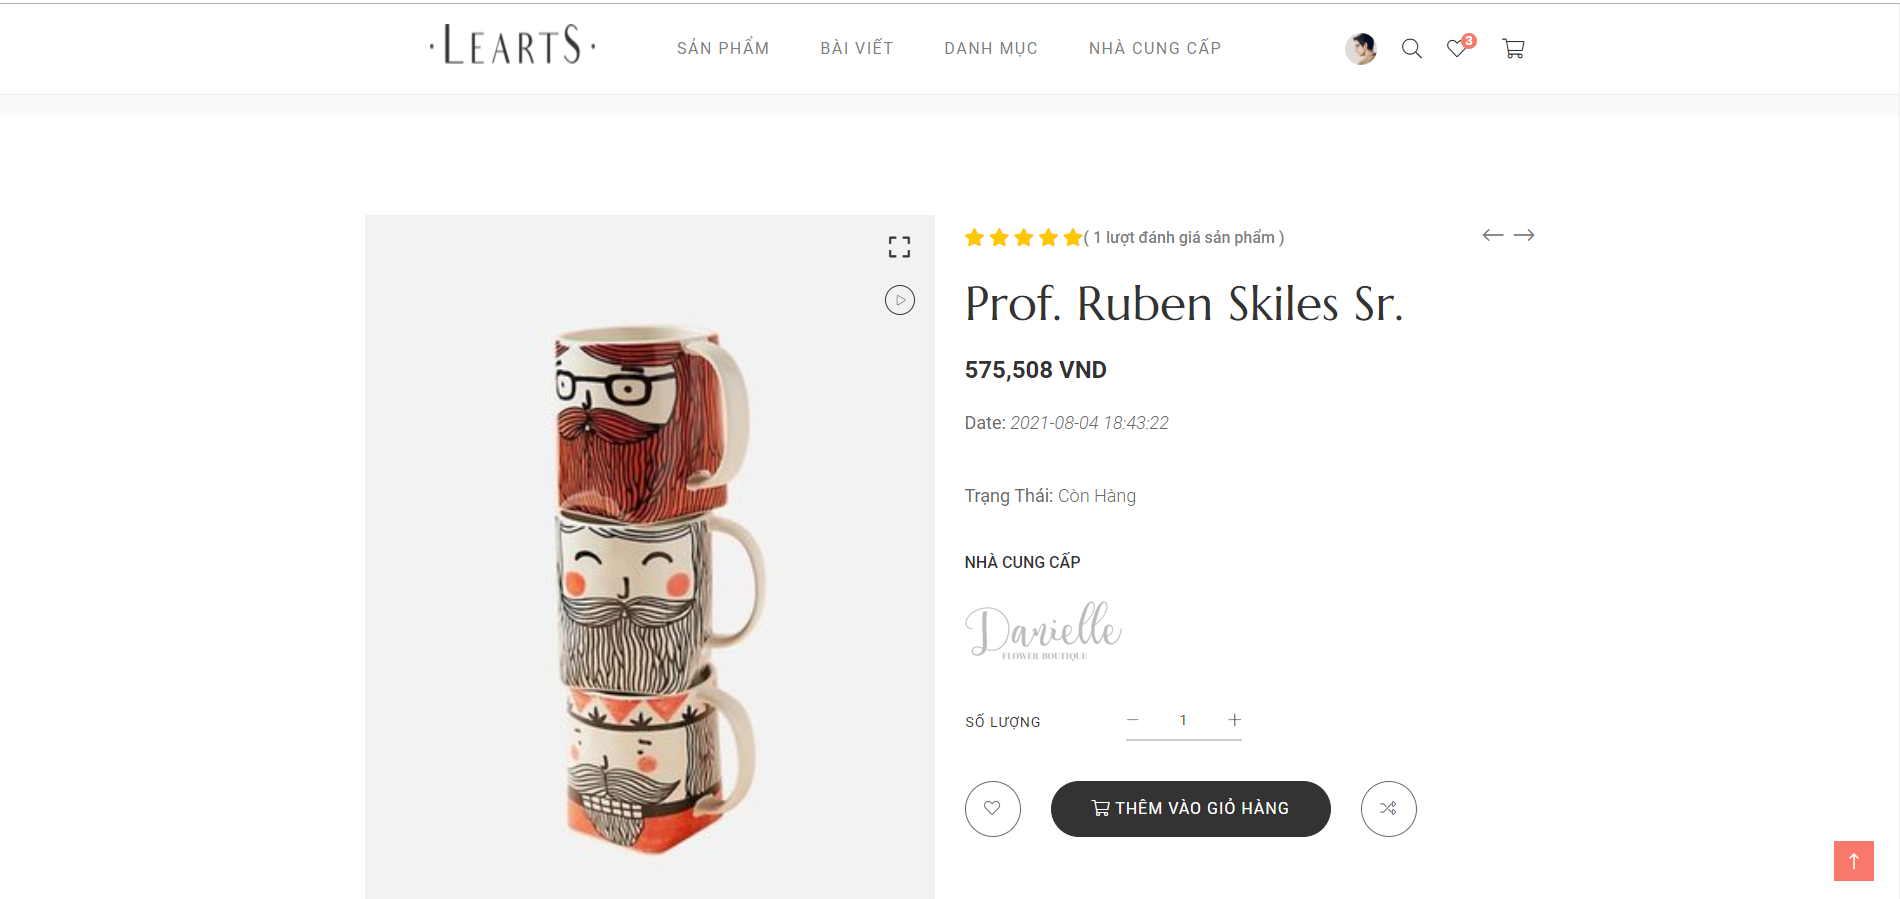 ·LEARTS·
SẢN PHẨM BÀI VIẾT DANH MỤC NHÀ CUNG CẤP
3
( 1 lượt đánh giá sản phẩm )
Prof. Ruben Skiles Sr.
575,508 VND
Date: 2021-08-04 18:43:22
Trạng Thái: Còn Hàng
NHÀ CUNG CẤP
Danielle
FLOWER BOUTIQUE
SỐ LƯỢNG − 1 +
THÊM VÀO GIỎ HÀNG